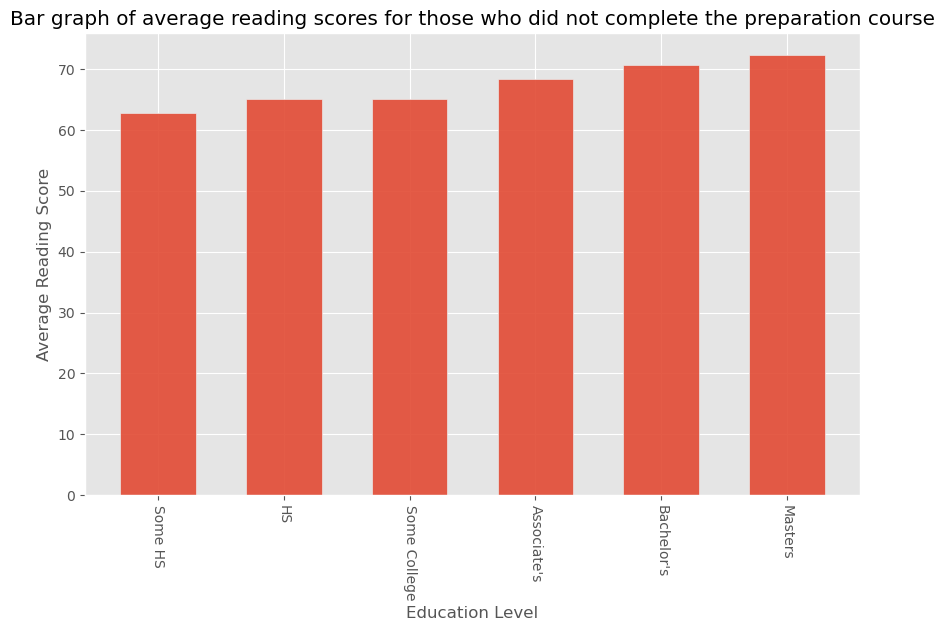 Bar graph of average reading scores for those who did not complete the preparation course
Average Reading Score
70
60
50
40
30
20
10
0
Some HS
HS
Some College
Associate's
Bachelor's
Masters
Education Level